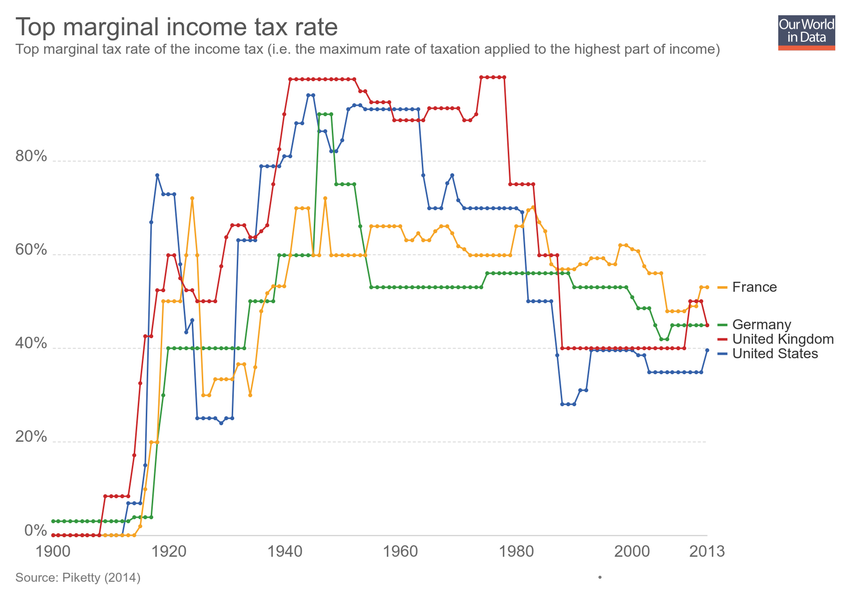 Top marginal income tax rate
Top marginal tax rate of the income tax (i.e. the maximum rate of taxation applied to the highest part of income)
Our World
in Data
80%
60%
40%
20%
0%
France
Germany
United Kingdom
United States
1900 1920 1940 1960 1980 2000 2013
Source: Piketty (2014)